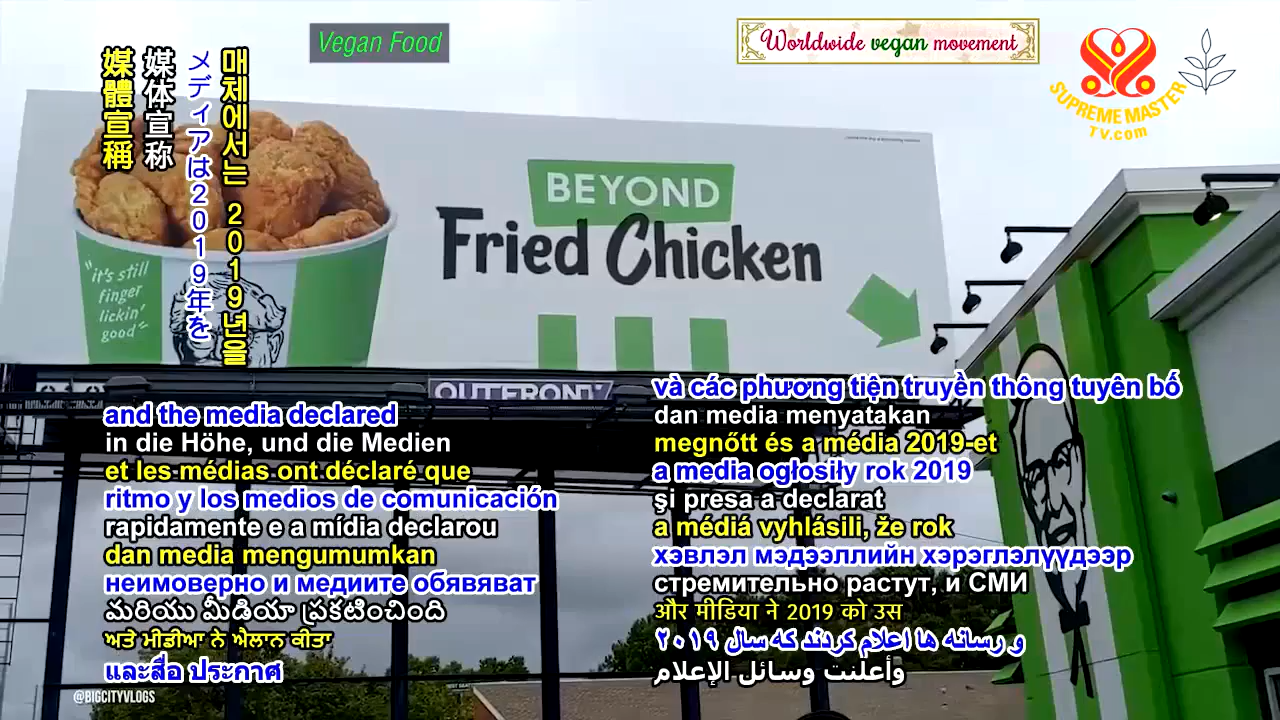 Vegan Food
Worldwide vegan movement
SUPREME MASTER
TV.com
매체에서는 2019년을
メディアは2019年を
媒体宣称
媒體宣稱
BEYOND
Fried Chicken
"it's still
finger
lickin'
good"
OUTFRONT/
and the media declared
in die Höhe, und die Medien
et les médias ont déclaré que
ritmo y los medios de comunicación
rapidamente e a mídia declarou
dan media mengumumkan
неимоверно и медиите обявяват
మరియు మీడియా ప్రకటించింది
ਅਤੇ ਮੀਡੀਆ ਨੇ ਐਲਾਨ ਕੀਤਾ
และสื่อ ประกาศ
và các phương tiện truyền thông tuyên bố
dan media menyatakan
megnőtt és a média 2019-et
a media ogłosiły rok 2019
şi presa a declarat
a médiá vyhlásili, že rok
хэвлэл мэдээллийн хэрэглэлүүдээр
стремительно растут, и СМИ
और मीडिया ने 2019 को उस
و رسانه ها اعلام کردند که سال ۲۰۱۹
وأعلنت وسائل الإعلام
@BIGCITYVLOGS